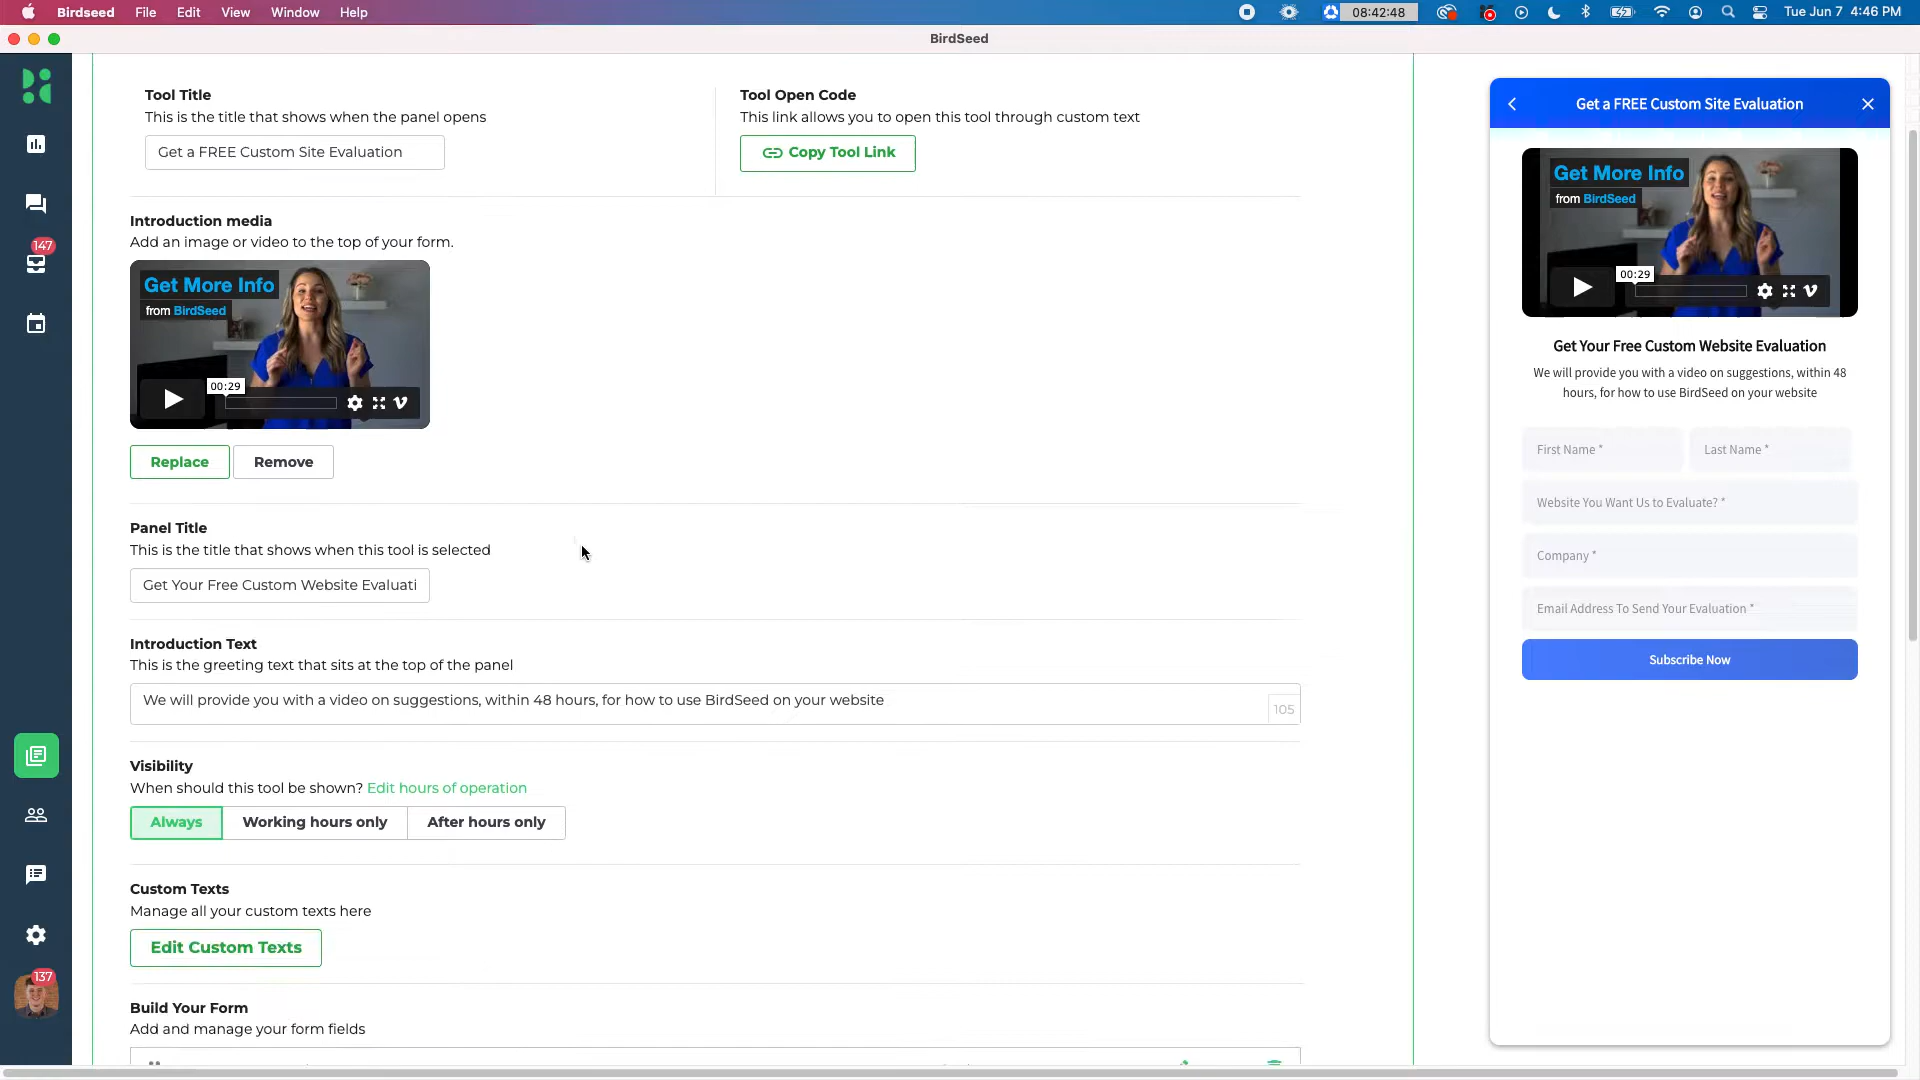 Birdseed File Edit View Window Help
08:42:48
Tue Jun 7 4:46 PM
BirdSeed
Tool Title
This is the title that shows when the panel opens
Get a FREE Custom Site Evaluation
Tool Open Code
This link allows you to open this tool through custom text
Copy Tool Link
Introduction media
Add an image or video to the top of your form.
Get More Info
from BirdSeed
00:29
Replace
Remove
Panel Title
This is the title that shows when this tool is selected
Get Your Free Custom Website Evaluati
Introduction Text
This is the greeting text that sits at the top of the panel
We will provide you with a video on suggestions, within 48 hours, for how to use BirdSeed on your website
105
Visibility
When should this tool be shown? Edit hours of operation
Always
Working hours only
After hours only
Custom Texts
Manage all your custom texts here
Edit Custom Texts
Build Your Form
Add and manage your form fields
147
137
Get a FREE Custom Site Evaluation
Get More Info
from BirdSeed
00:29
Get Your Free Custom Website Evaluation
We will provide you with a video on suggestions, within 48
hours, for how to use BirdSeed on your website
First Name *
Last Name *
Website You Want Us to Evaluate? *
Company *
Email Address To Send Your Evaluation *
Subscribe Now